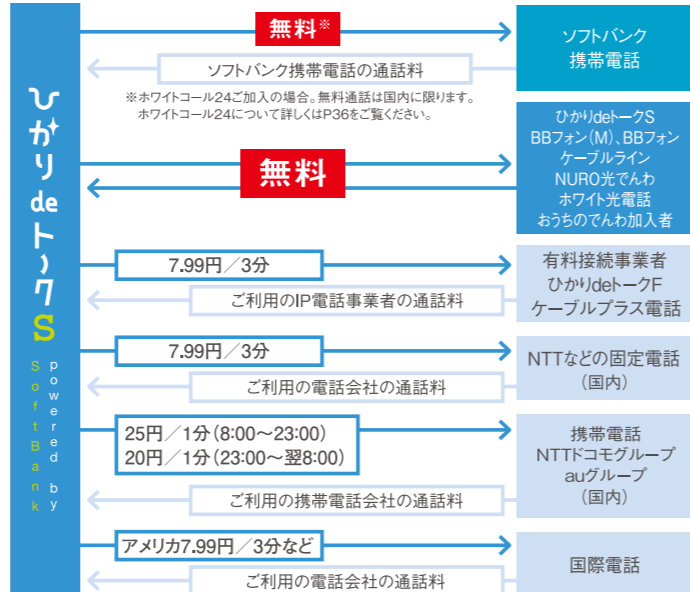 ひかりdeトークS
powered by
SoftBank
無料※
ソフトバンク
携帯電話
ソフトバンク携帯電話の通話料
※ホワイトコール24ご加入の場合。無料通話は国内に限ります。
ホワイトコール24について詳しくはP36をご覧ください。
無料
ひかりdeトークS
BBフォン(M)、BBフォン
ケーブルライン
NURO光でんわ
ホワイト光電話
おうちのでんわ加入者
7.99円／3分
ご利用のIP電話事業者の通話料
有料接続事業者
ひかりdeトークF
ケーブルプラス電話
7.99円／3分
ご利用の電話会社の通話料
NTTなどの固定電話
（国内）
25円／1分（8:00〜23:00）
20円／1分（23:00〜翌8:00）
ご利用の携帯電話会社の通話料
携帯電話
NTTドコモグループ
auグループ
（国内）
アメリカ7.99円／3分など
ご利用の電話会社の通話料
国際電話